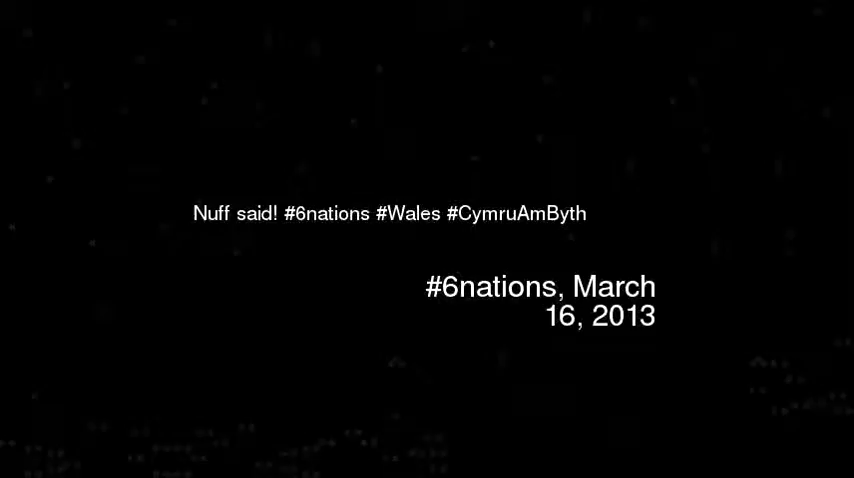 Nuff said! #6nations #Wales #CymruAmByth
#6nations, March
16, 2013